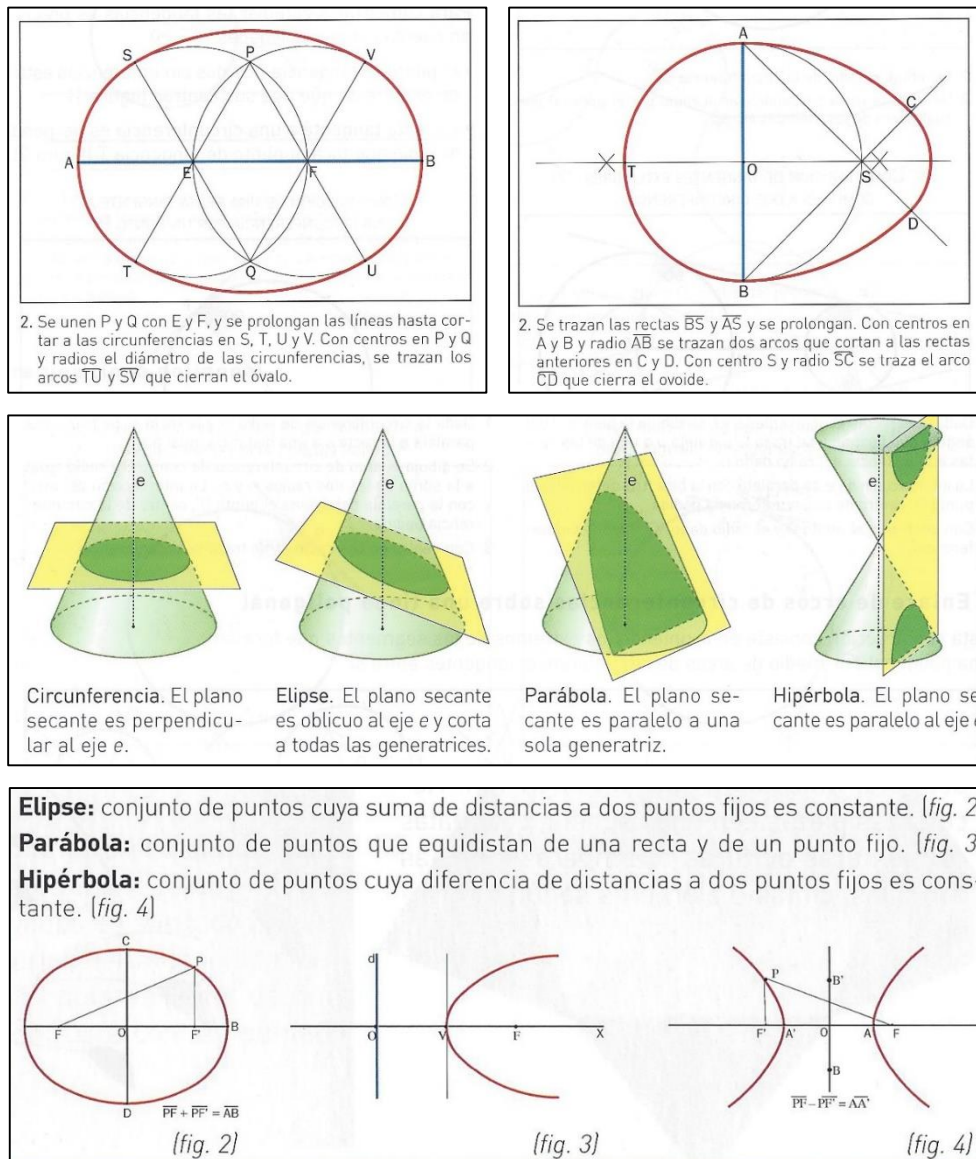 S P V
A E F B
T Q U
2. Se unen P y Q con E y F, y se prolongan las líneas hasta cor-
tar a las circunferencias en S, T, U y V. Con centros en P y Q
y radios el diámetro de las circunferencias, se trazan los
arcos TU y SV que cierran el óvalo.
A
C
T O S
D
B
2. Se trazan las rectas BS y AS y se prolongan. Con centros en
A y B y radio AB se trazan dos arcos que cortan a las rectas
anteriores en C y D. Con centro S y radio SC se traza el arco
CD que cierra el ovoide.
e e e e
Circunferencia. El plano
secante es perpendicu-
lar al eje e.
Elipse. El plano secante
es oblicuo al eje e y corta
a todas las generatrices.
Parábola. El plano se-
cante es paralelo a una
sola generatriz.
Hipérbola. El plano se-
cante es paralelo al eje
Elipse: conjunto de puntos cuya suma de distancias a dos puntos fijos es constante. (fig. 2
Parábola: conjunto de puntos que equidistan de una recta y de un punto fijo. (fig. 3
Hipérbola: conjunto de puntos cuya diferencia de distancias a dos puntos fijos es cons-
tante. (fig. 4)
C
P
F O F' B
D
PF + PF' = AB
(fig. 2)
d
O V F X
(fig. 3)
P B'
F' A' O A F
B
PF - PF' = AA'
(fig. 4)